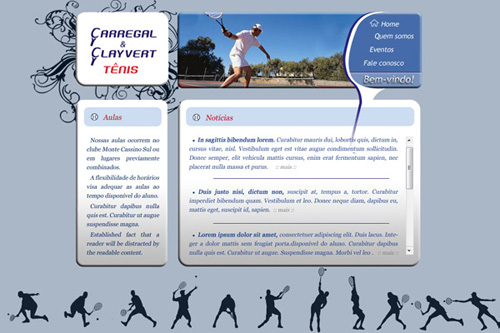 CARREGAL
&
CLAYVERT
TÊNIS
Home
Quem somos
Eventos
Fale conosco
Bem-vindo!
Aulas
Nossas aulas ocorrem no
clube Monte Cassino Sul ou
em lugares previamente
combinados.
A flexibilidade de horários
visa adequar as aulas ao
tempo disponível do aluno.
Curabitur dapibus nulla
quis est. Curabitur ut augue
suspendisse magna.
Established fact that a
reader will be distracted by
the readable content.
Notícias
• In sagittis bibendum lorem. Curabitur mauris dui, lobortis quis, dictum in,
cursus vitae, nisl. Vestibulum eget est vitae augue condimentum sollicitudin.
Donec semper, elit vehicula mattis cursus, enim erat fermentum sapien, nec
placerat nulla massa et purus. :: mais ::
• Duis justo nisi, dictum non, suscipit at, tempus a, tortor. Curabitur
imperdiet bibendum quam. Vestibulum et leo. Donec neque diam, dapibus eu,
mattis eget, suscipit id, sapien. :: mais ::
• Lorem ipsum dolor sit amet, consectetuer adipiscing elit. Duis lacus. Inte-
ger a dolor mattis sem feugiat porta.disponível do aluno. Curabitur dapibus
nulla quis est. Curabitur ut augue. Suspendisse magna. Morbi vel leo . :: mais ::